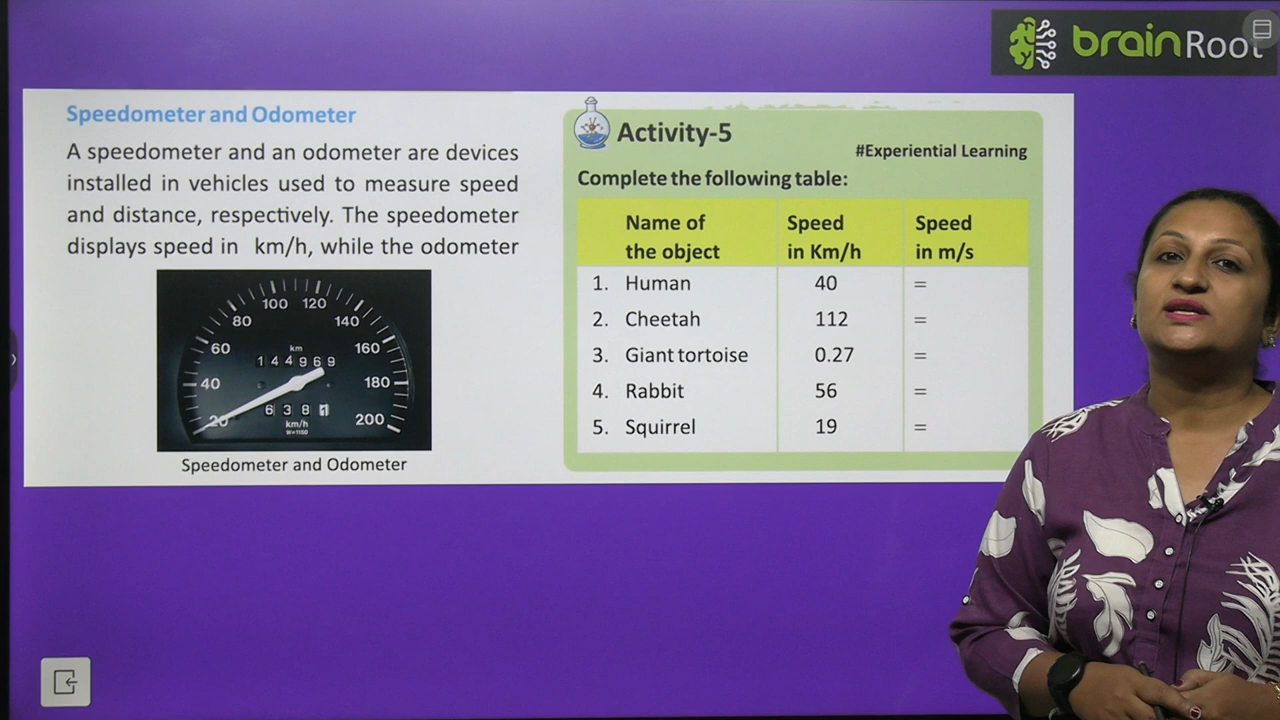 brainRoot
Speedometer and Odometer
A speedometer and an odometer are devices
installed in vehicles used to measure speed
and distance, respectively. The speedometer
displays speed in km/h, while the odometer
100 120
80 140
60 km 160
144969
40 180
20 638 200
km/h
W=1150
Speedometer and Odometer
Activity-5
#Experiential Learning
Complete the following table:
Name of the object Speed in Km/h Speed in m/s
1. Human 40 =
2. Cheetah 112 =
3. Giant tortoise 0.27 =
4. Rabbit 56 =
5. Squirrel 19 =